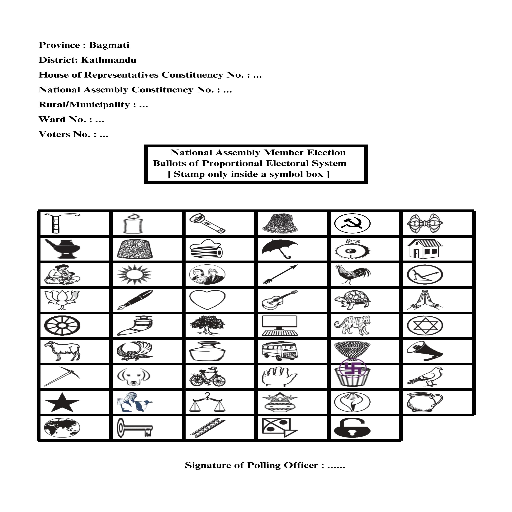 Province : Bagmati
District: Kathmandu
House of Representatives Constituency No. : ...
National Assembly Constituency No. : ...
Rural/Municipality : ...
Ward No. : ...
Voters No. : ...
National Assembly Member Election
Ballots of Proportional Electoral System
[ Stamp only inside a symbol box ]
Signature of Polling Officer : ......